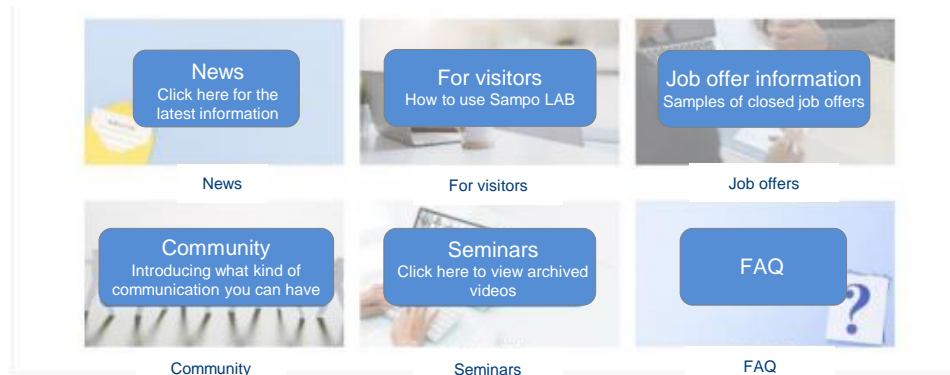 News
Click here for the
latest information
For visitors
How to use Sampo LAB
Job offer information
Samples of closed job offers
News
For visitors
Job offers
Community
Introducing what kind of
communication you can have
Seminars
Click here to view archived
videos
FAQ
?
Community
Seminars
FAQ